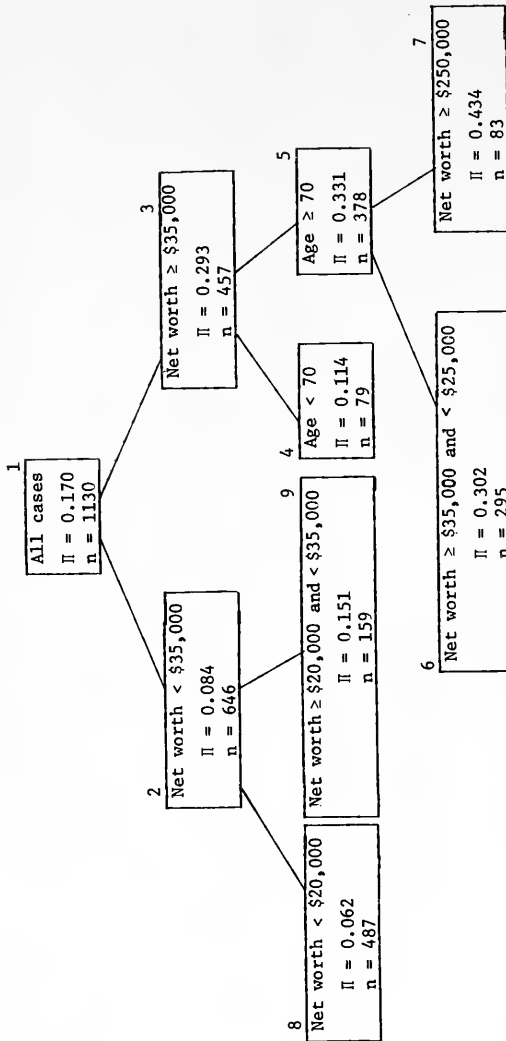 1
All cases
Π = 0.170
n = 1130
2
Net worth < $35,000
Π = 0.084
n = 646
3
Net worth ≥ $35,000
Π = 0.293
n = 457
8
Net worth < $20,000
Π = 0.062
n = 487
9
Net worth ≥ $20,000 and < $35,000
Π = 0.151
n = 159
4
Age < 70
Π = 0.114
n = 79
5
Age ≥ 70
Π = 0.331
n = 378
6
Net worth ≥ $35,000 and < $25,000
Π = 0.302
n = 295
7
Net worth ≥ $250,000
Π = 0.434
n = 83